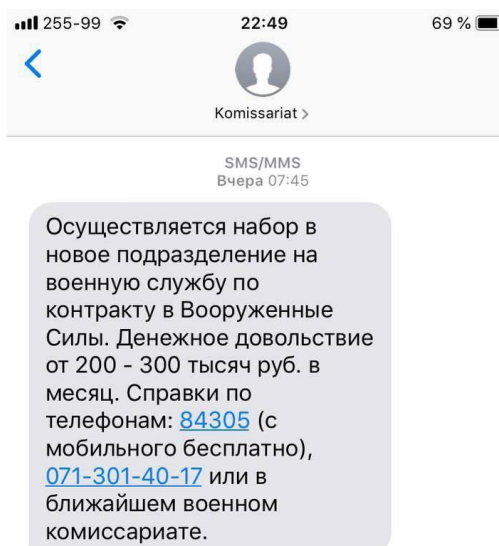 255-99 22:49 69 %
Komissariat >
SMS/MMS
Вчера 07:45
Осуществляется набор в
новое подразделение на
военную службу по
контракту в Вооруженные
Силы. Денежное довольствие
от 200 - 300 тысяч руб. в
месяц. Справки по
телефонам: 84305 (с
мобильного бесплатно),
071-301-40-17 или в
ближайшем военном
комиссариате.